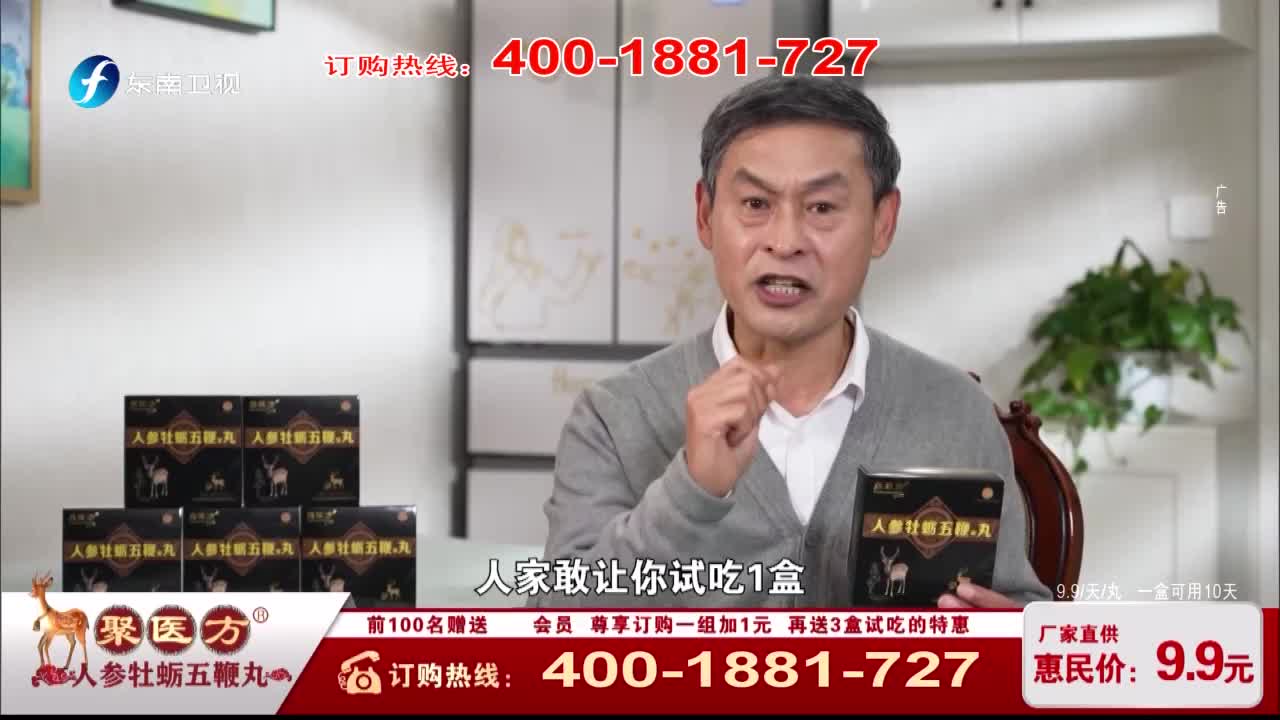 订购热线：400-1881-727
东南卫视
广告
人参牡蛎五鞭丸
人参牡蛎五鞭丸
人参牡蛎五鞭丸
人参牡蛎五鞭丸
人参牡蛎五鞭丸
人参牡蛎五鞭丸
人家敢让你试吃1盒
9.9/天/丸 一盒可用10天
聚医方®
人参牡蛎五鞭丸
前100名赠送 会员 尊享订购一组加1元 再送3盒试吃的特惠
订购热线：400-1881-727
厂家直供
惠民价：9.9元